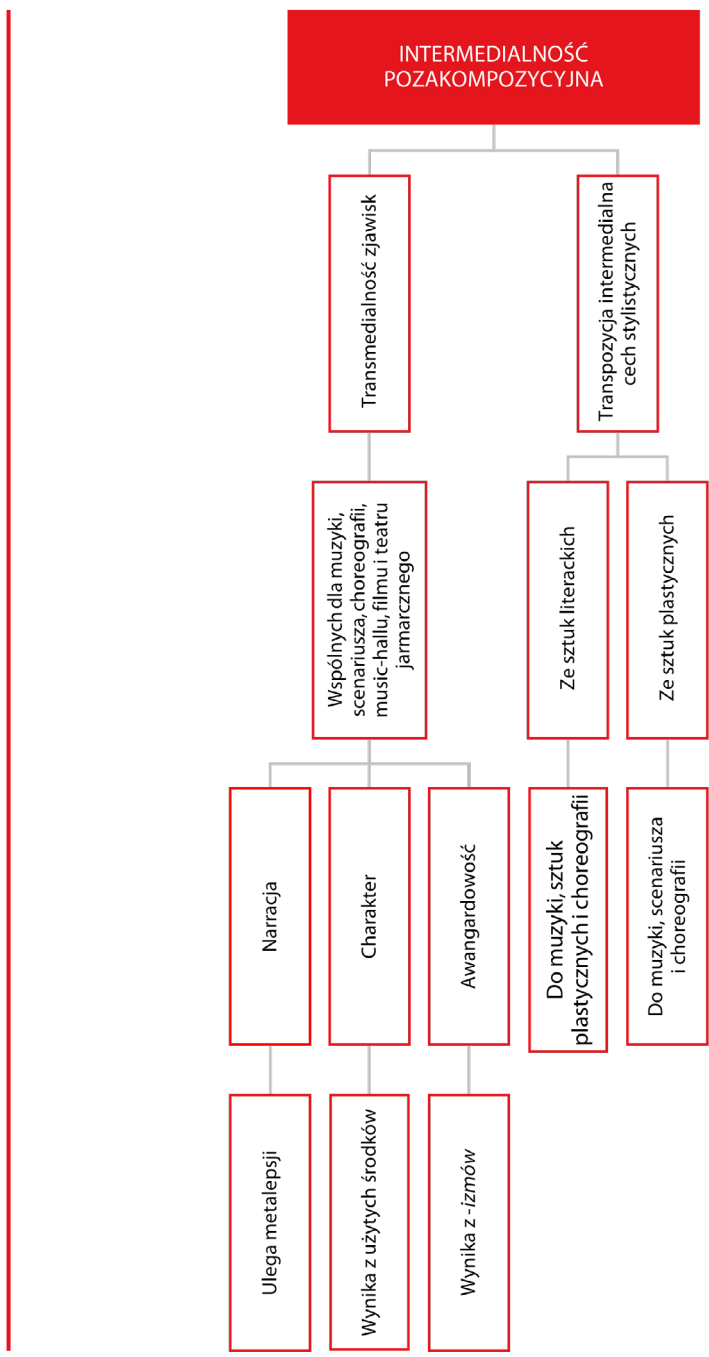 INTERMEDIALNOŚĆ
POZAKOMPOZYCYJNA
Transmedialność zjawisk
Transpozycja intermedialna
cech stylistycznych
Wspólnych dla muzyki,
scenariusza, choreografii,
music-hallu, filmu i teatru
jarmarcznego
Ze sztuk literackich
Ze sztuk plastycznych
Narracja
Charakter
Awangardowość
Do muzyki, sztuk
plastycznych i choreografii
Do muzyki, scenariusza
i choreografii
Ulega metalepsji
Wynika z użytych środków
Wynika z -izmów